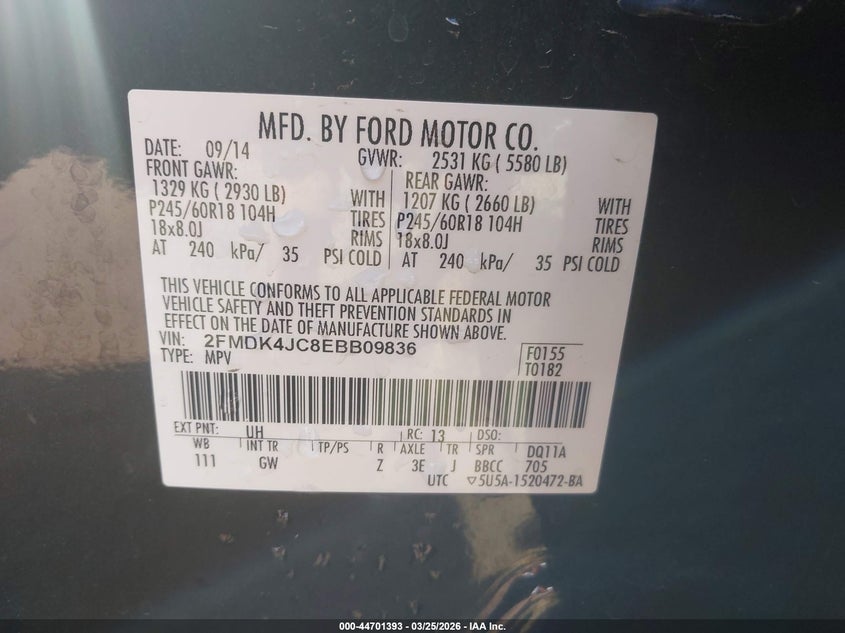 MFD. BY FORD MOTOR CO.
DATE: 09/14 GVWR: 2531 KG ( 5580 LB)
FRONT GAWR: REAR GAWR:
1329 KG ( 2930 LB) WITH 1207 KG ( 2660 LB) WITH
P245/60R18 104H TIRES P245/60R18 104H TIRES
18x8.0J RIMS 18x8.0J RIMS
AT 240 kPa/ 35 PSI COLD AT 240 kPa/ 35 PSI COLD
THIS VEHICLE CONFORMS TO ALL APPLICABLE FEDERAL MOTOR
VEHICLE SAFETY AND THEFT PREVENTION STANDARDS IN
EFFECT ON THE DATE OF MANUFACTURE SHOWN ABOVE.
VIN: 2FMDK4JC8EBB09836 F0155
TYPE: MPV T0182
EXT PNT: UH RC: 13 DSO:
WB INT TR TP/PS R AXLE TR SPR DQ11A
111 GW Z 3E J BBCC 705
UTC ▽5U5A-1520472-BA
000-44701393 — 03/25/2026 — IAA Inc.